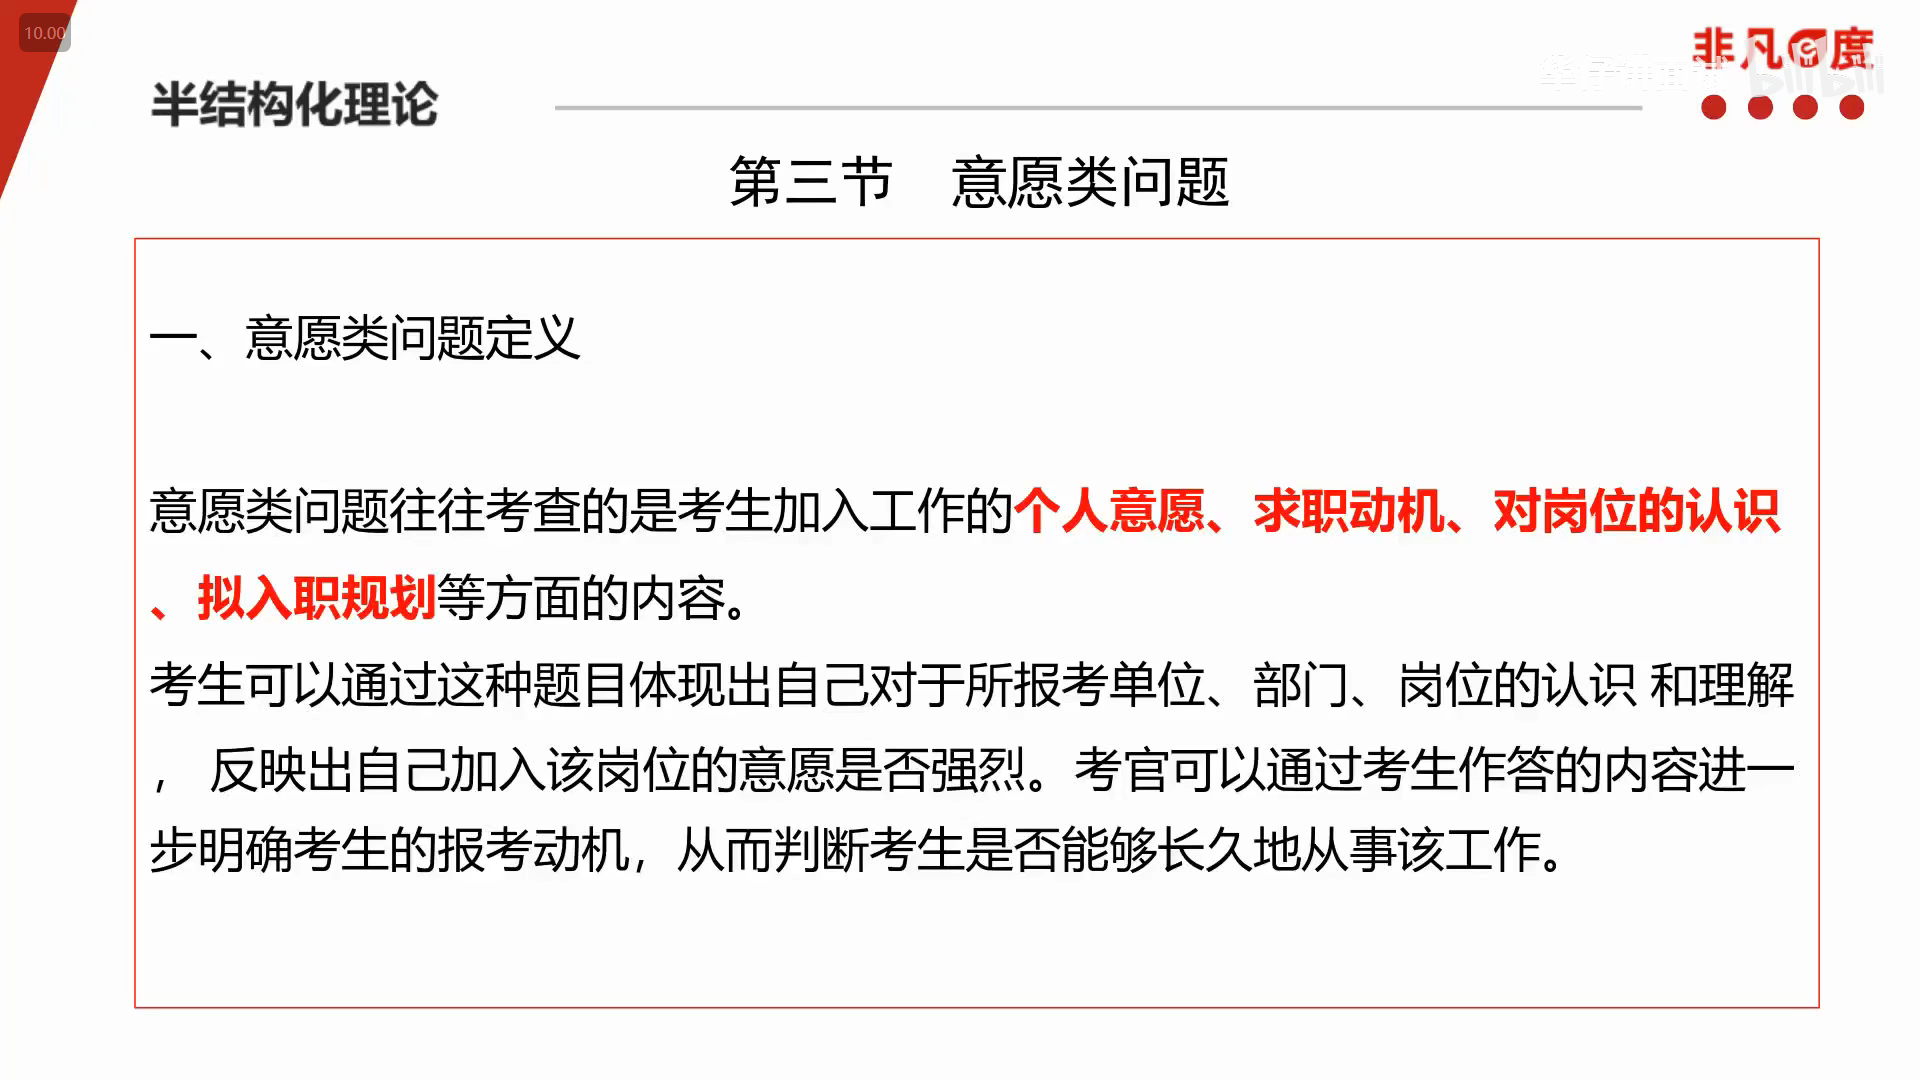 10.00
非凡e度
半结构化理论
第三节 意愿类问题
一、意愿类问题定义
意愿类问题往往考查的是考生加入工作的个人意愿、求职动机、对岗位的认识
、拟入职规划等方面的内容。
考生可以通过这种题目体现出自己对于所报考单位、部门、岗位的认识 和理解
， 反映出自己加入该岗位的意愿是否强烈。考官可以通过考生作答的内容进一
步明确考生的报考动机，从而判断考生是否能够长久地从事该工作。